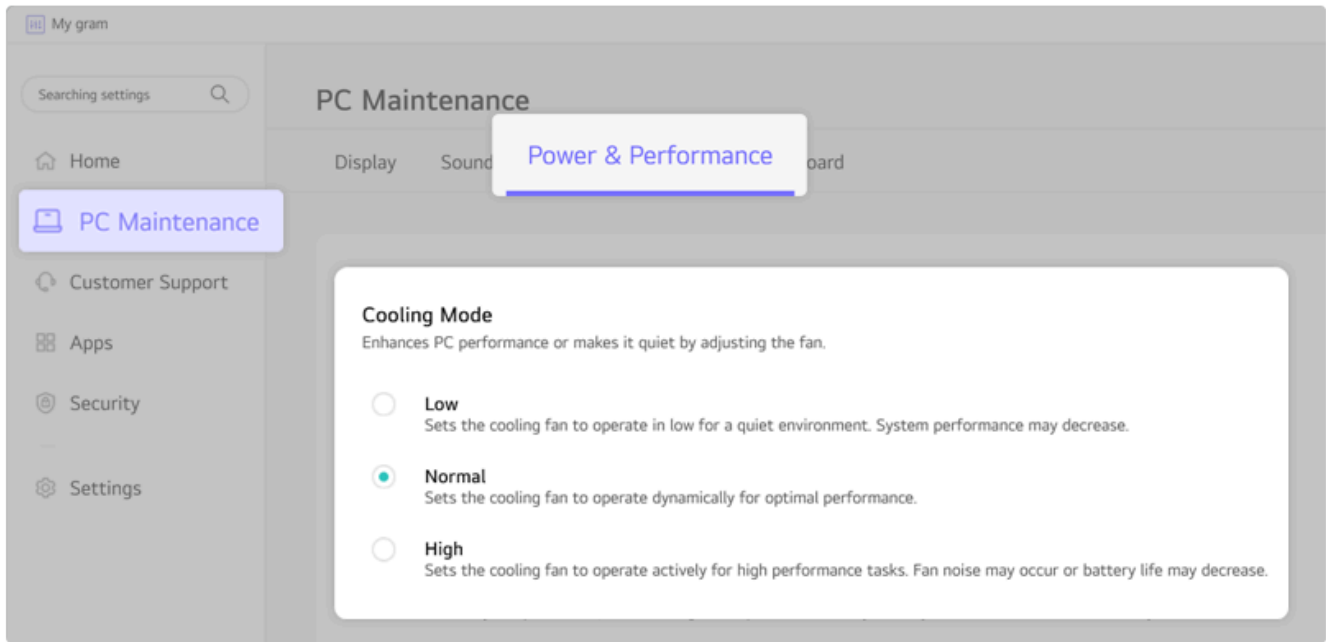 My gram
Searching settings
PC Maintenance
Display Sound Power & Performance oard
Home
PC Maintenance
Customer Support
Apps
Security
Settings
Cooling Mode
Enhances PC performance or makes it quiet by adjusting the fan.
Low
Sets the cooling fan to operate in low for a quiet environment. System performance may decrease.
Normal
Sets the cooling fan to operate dynamically for optimal performance.
High
Sets the cooling fan to operate actively for high performance tasks. Fan noise may occur or battery life may decrease.